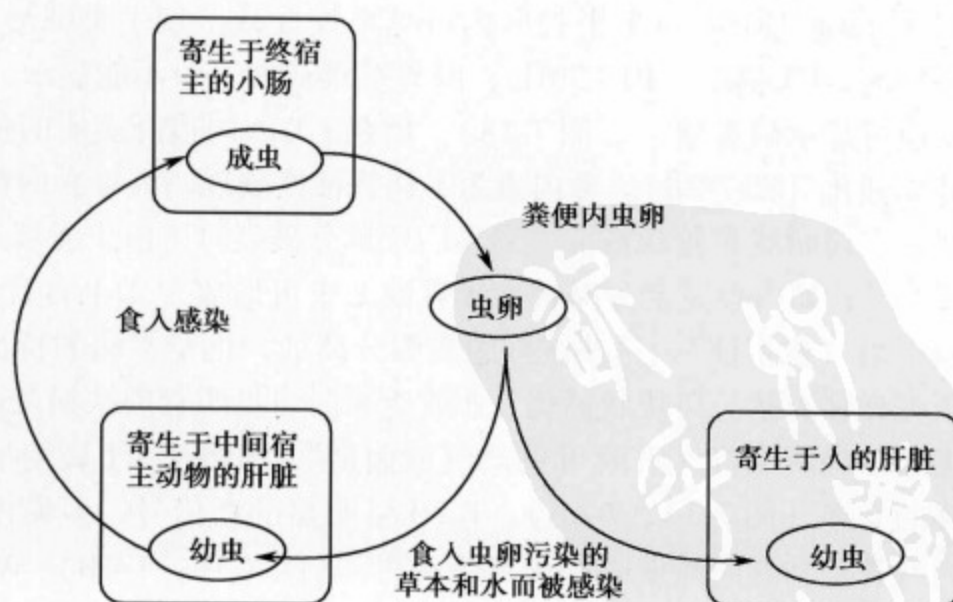 寄生于终宿
主的小肠
成虫
粪便内虫卵
虫卵
食入感染
寄生于中间宿
主动物的肝脏
幼虫
食入虫卵污染的
草本和水而被感染
寄生于人的肝脏
幼虫